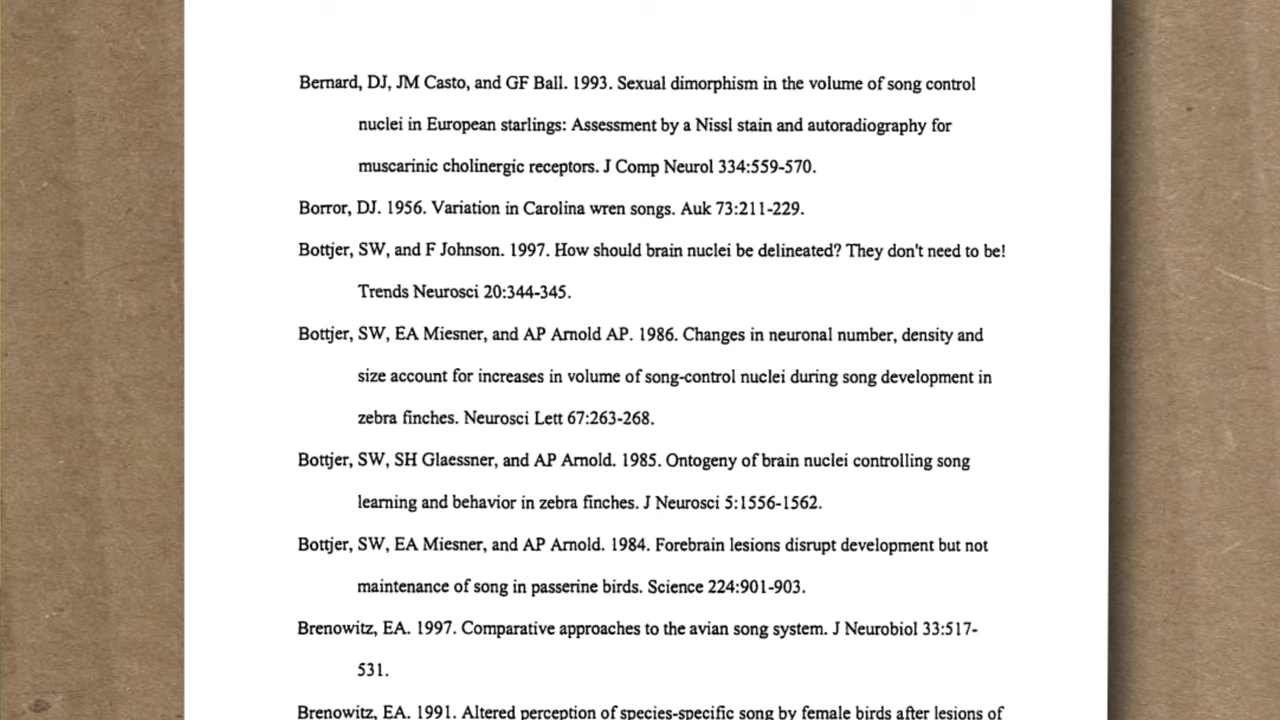 Bernard, DJ, JM Casto, and GF Ball. 1993. Sexual dimorphism in the volume of song control
nuclei in European starlings: Assessment by a Nissl stain and autoradiography for
muscarinic cholinergic receptors. J Comp Neurol 334:559-570.
Borror, DJ. 1956. Variation in Carolina wren songs. Auk 73:211-229.
Bottjer, SW, and F Johnson. 1997. How should brain nuclei be delineated? They don't need to be!
Trends Neurosci 20:344-345.
Bottjer, SW, EA Miesner, and AP Arnold AP. 1986. Changes in neuronal number, density and
size account for increases in volume of song-control nuclei during song development in
zebra finches. Neurosci Lett 67:263-268.
Bottjer, SW, SH Glaessner, and AP Arnold. 1985. Ontogeny of brain nuclei controlling song
learning and behavior in zebra finches. J Neurosci 5:1556-1562.
Bottjer, SW, EA Miesner, and AP Arnold. 1984. Forebrain lesions disrupt development but not
maintenance of song in passerine birds. Science 224:901-903.
Brenowitz, EA. 1997. Comparative approaches to the avian song system. J Neurobiol 33:517-
531.
Brenowitz, EA. 1991. Altered perception of species-specific song by female birds after lesions of